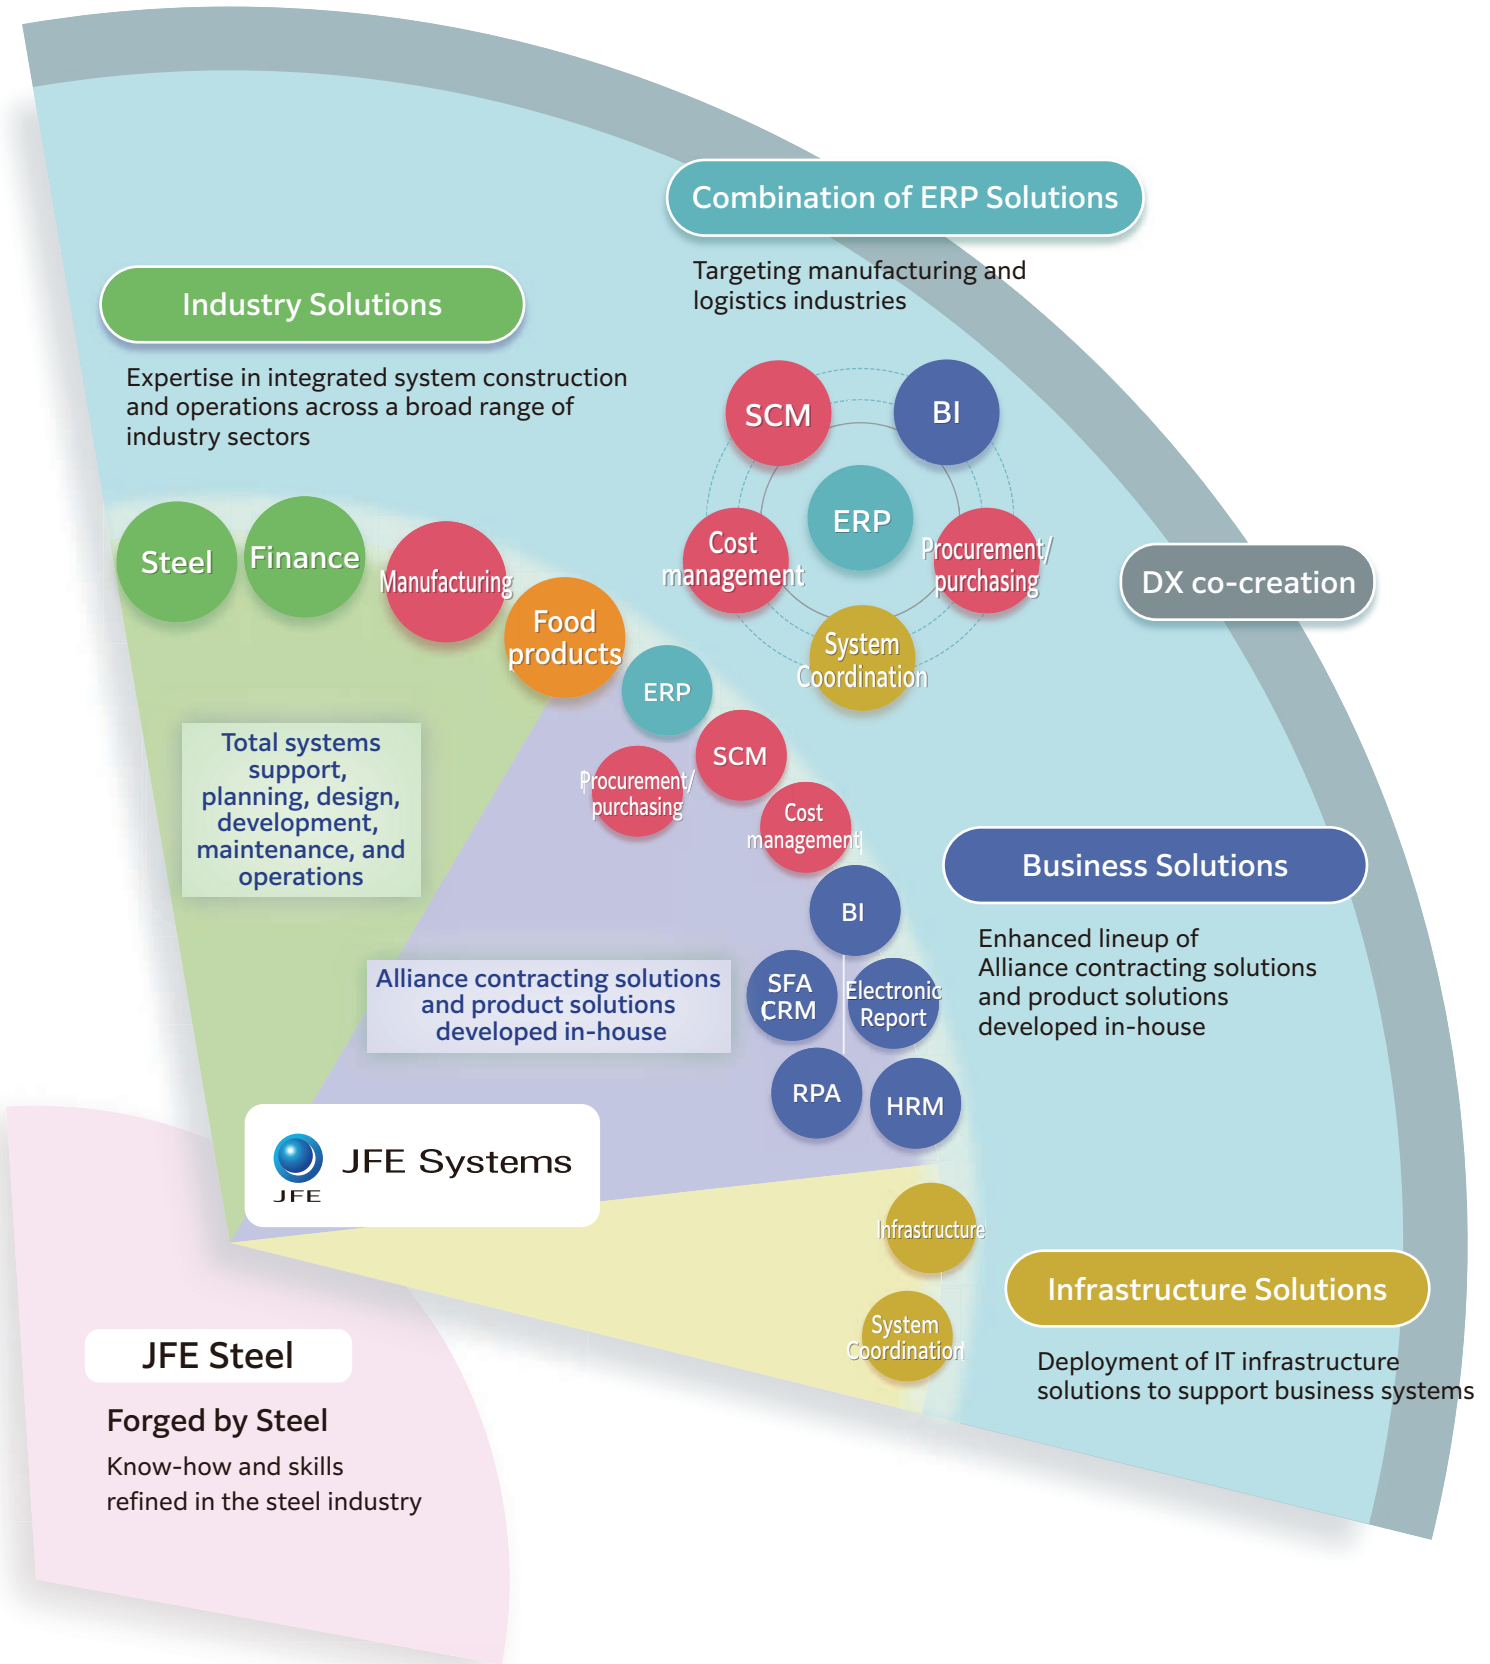 Combination of ERP Solutions
Targeting manufacturing and
logistics industries
Industry Solutions
Expertise in integrated system construction
and operations across a broad range of
industry sectors
SCM
BI
ERP
Cost
management
Procurement/
purchasing
System
Coordination
DX co-creation
Steel
Finance
Manufacturing
Food
products
ERP
SCM
Procurement/
purchasing
Cost
management
BI
SFA
CRM
Electronic
Report
RPA
HRM
Total systems
support,
planning, design,
development,
maintenance, and
operations
Alliance contracting solutions
and product solutions
developed in-house
Business Solutions
Enhanced lineup of
Alliance contracting solutions
and product solutions
developed in-house
JFE
JFE Systems
Infrastructure
System
Coordination
Infrastructure Solutions
Deployment of IT infrastructure
solutions to support business systems
JFE Steel
Forged by Steel
Know-how and skills
refined in the steel industry